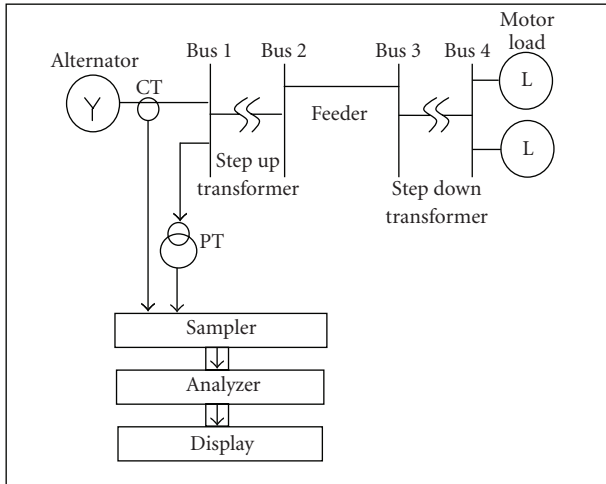 Motor
load
Bus 1
Bus 2
Bus 3
Bus 4
Alternator
CT
Y
L
Feeder
L
Step up
transformer
Step down
transformer
PT
Sampler
Analyzer
Display